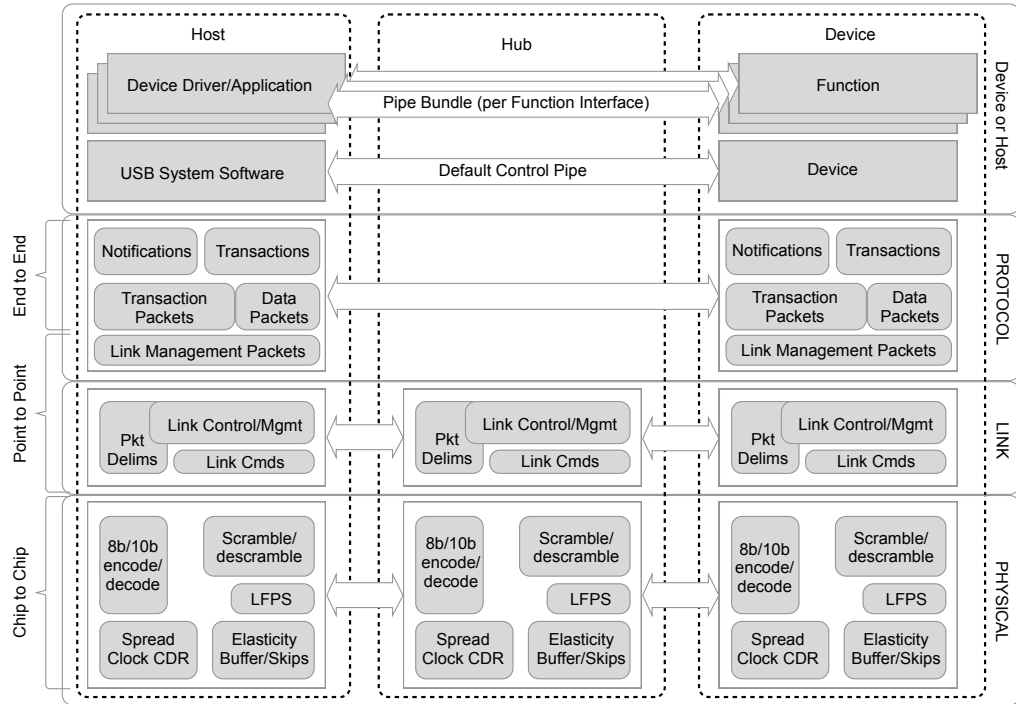 Host
Hub
Device
Device Driver/Application
Function
Pipe Bundle (per Function Interface)
USB System Software
Default Control Pipe
Device
Device or Host
End to End
Notifications
Transactions
Transaction
Packets
Data
Packets
Link Management Packets
Notifications
Transactions
Transaction
Packets
Data
Packets
Link Management Packets
PROTOCOL
Point to Point
Link Control/Mgmt
Pkt
Delims
Link Cmds
Link Control/Mgmt
Pkt
Delims
Link Cmds
Link Control/Mgmt
Pkt
Delims
Link Cmds
LINK
Chip to Chip
8b/10b
encode/
decode
Scramble/
descramble
LFPS
Spread
Clock CDR
Elasticity
Buffer/Skips
8b/10b
encode/
decode
Scramble/
descramble
LFPS
Spread
Clock CDR
Elasticity
Buffer/Skips
8b/10b
encode/
decode
Scramble/
descramble
LFPS
Spread
Clock CDR
Elasticity
Buffer/Skips
PHYSICAL